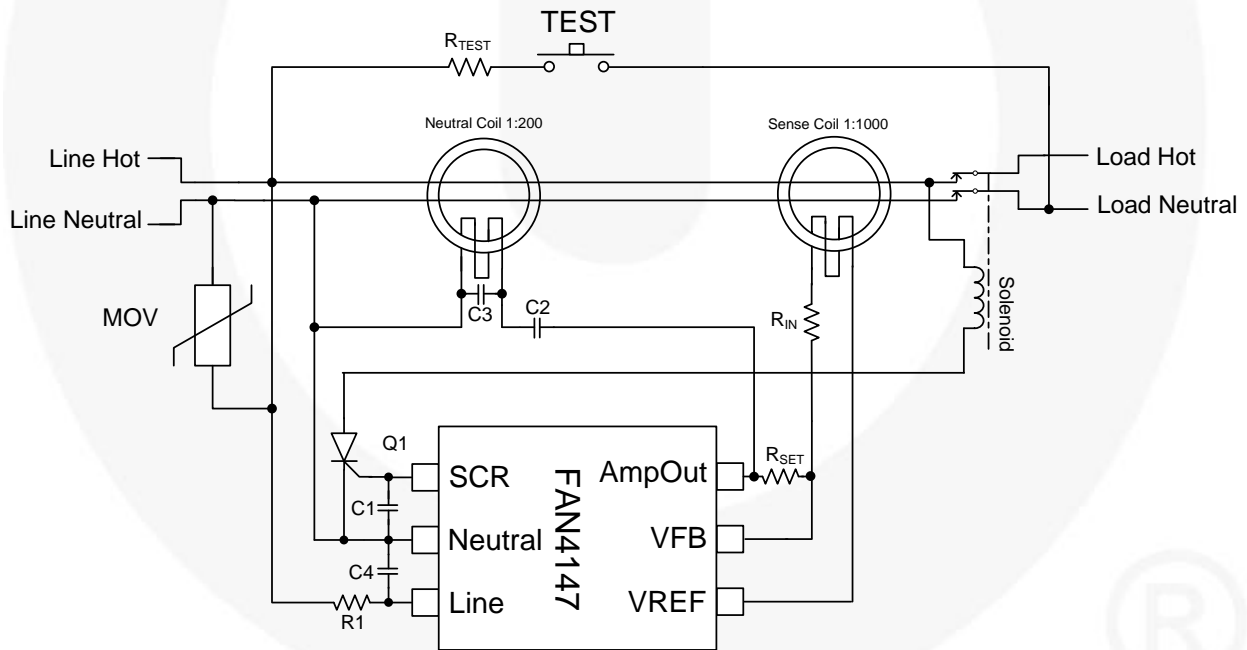 TEST
RTEST
Neutral Coil 1:200
Sense Coil 1:1000
Line Hot
Load Hot
Line Neutral
Load Neutral
MOV
C3
C2
RIN
Solenoid
Q1
RSET
SCR
AmpOut
C1
FAN4147
Neutral
VFB
C4
Line
VREF
R1
®